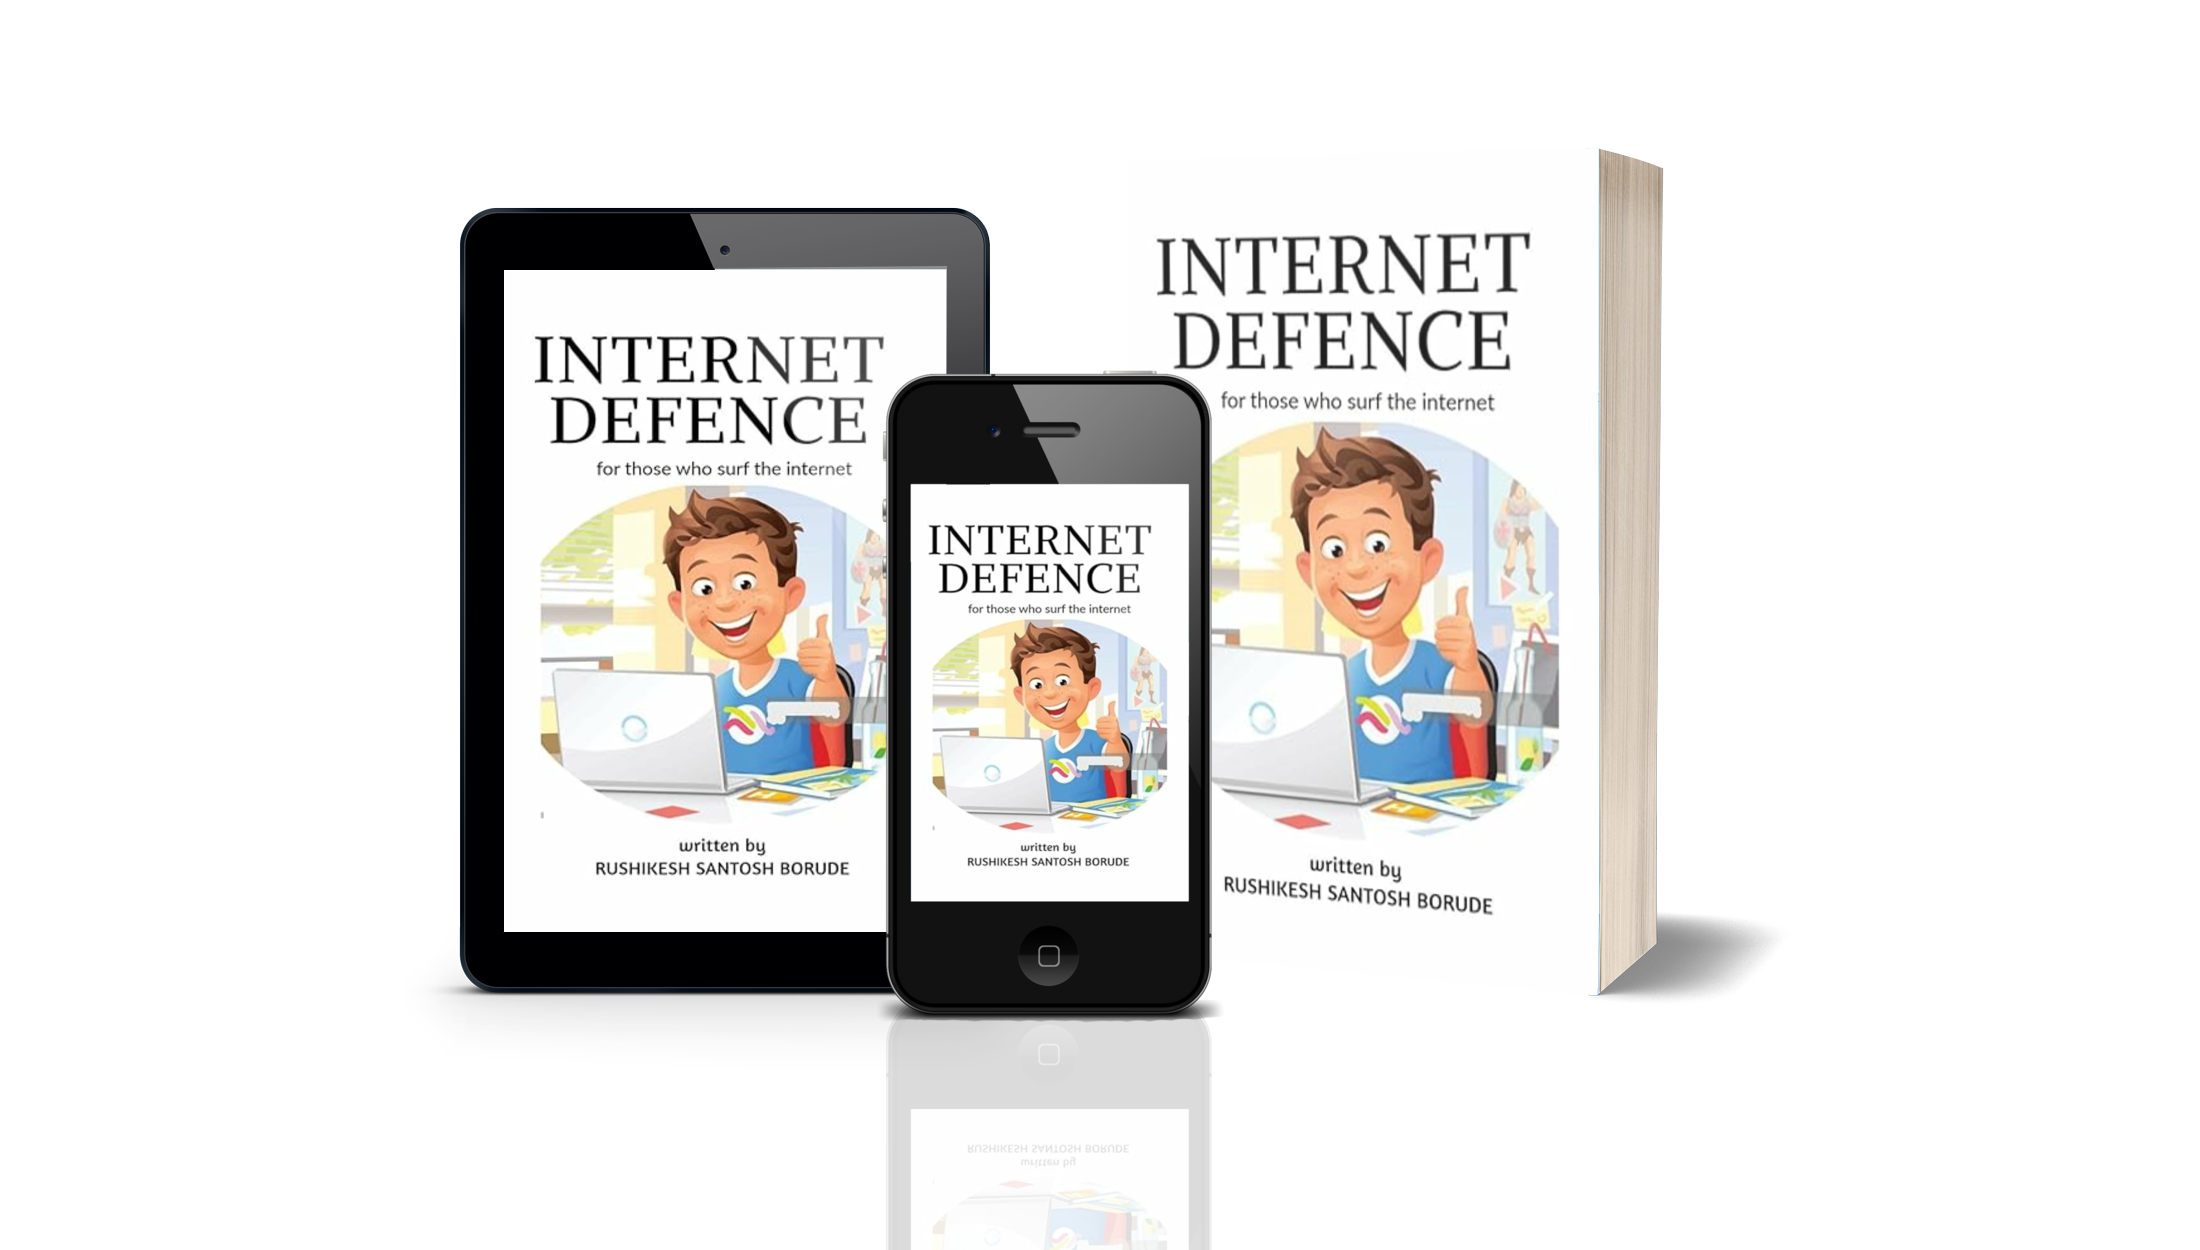 INTERNET
DEFENCE
for those who surf the internet
written by
RUSHIKESH SANTOSH BORUDE
INTERNET
DEFENCE
for those who surf the internet
written by
RUSHIKESH SANTOSH BORUDE
INTERNET
DEFENCE
for those who surf the internet
written by
RUSHIKESH SANTOSH BORUDE